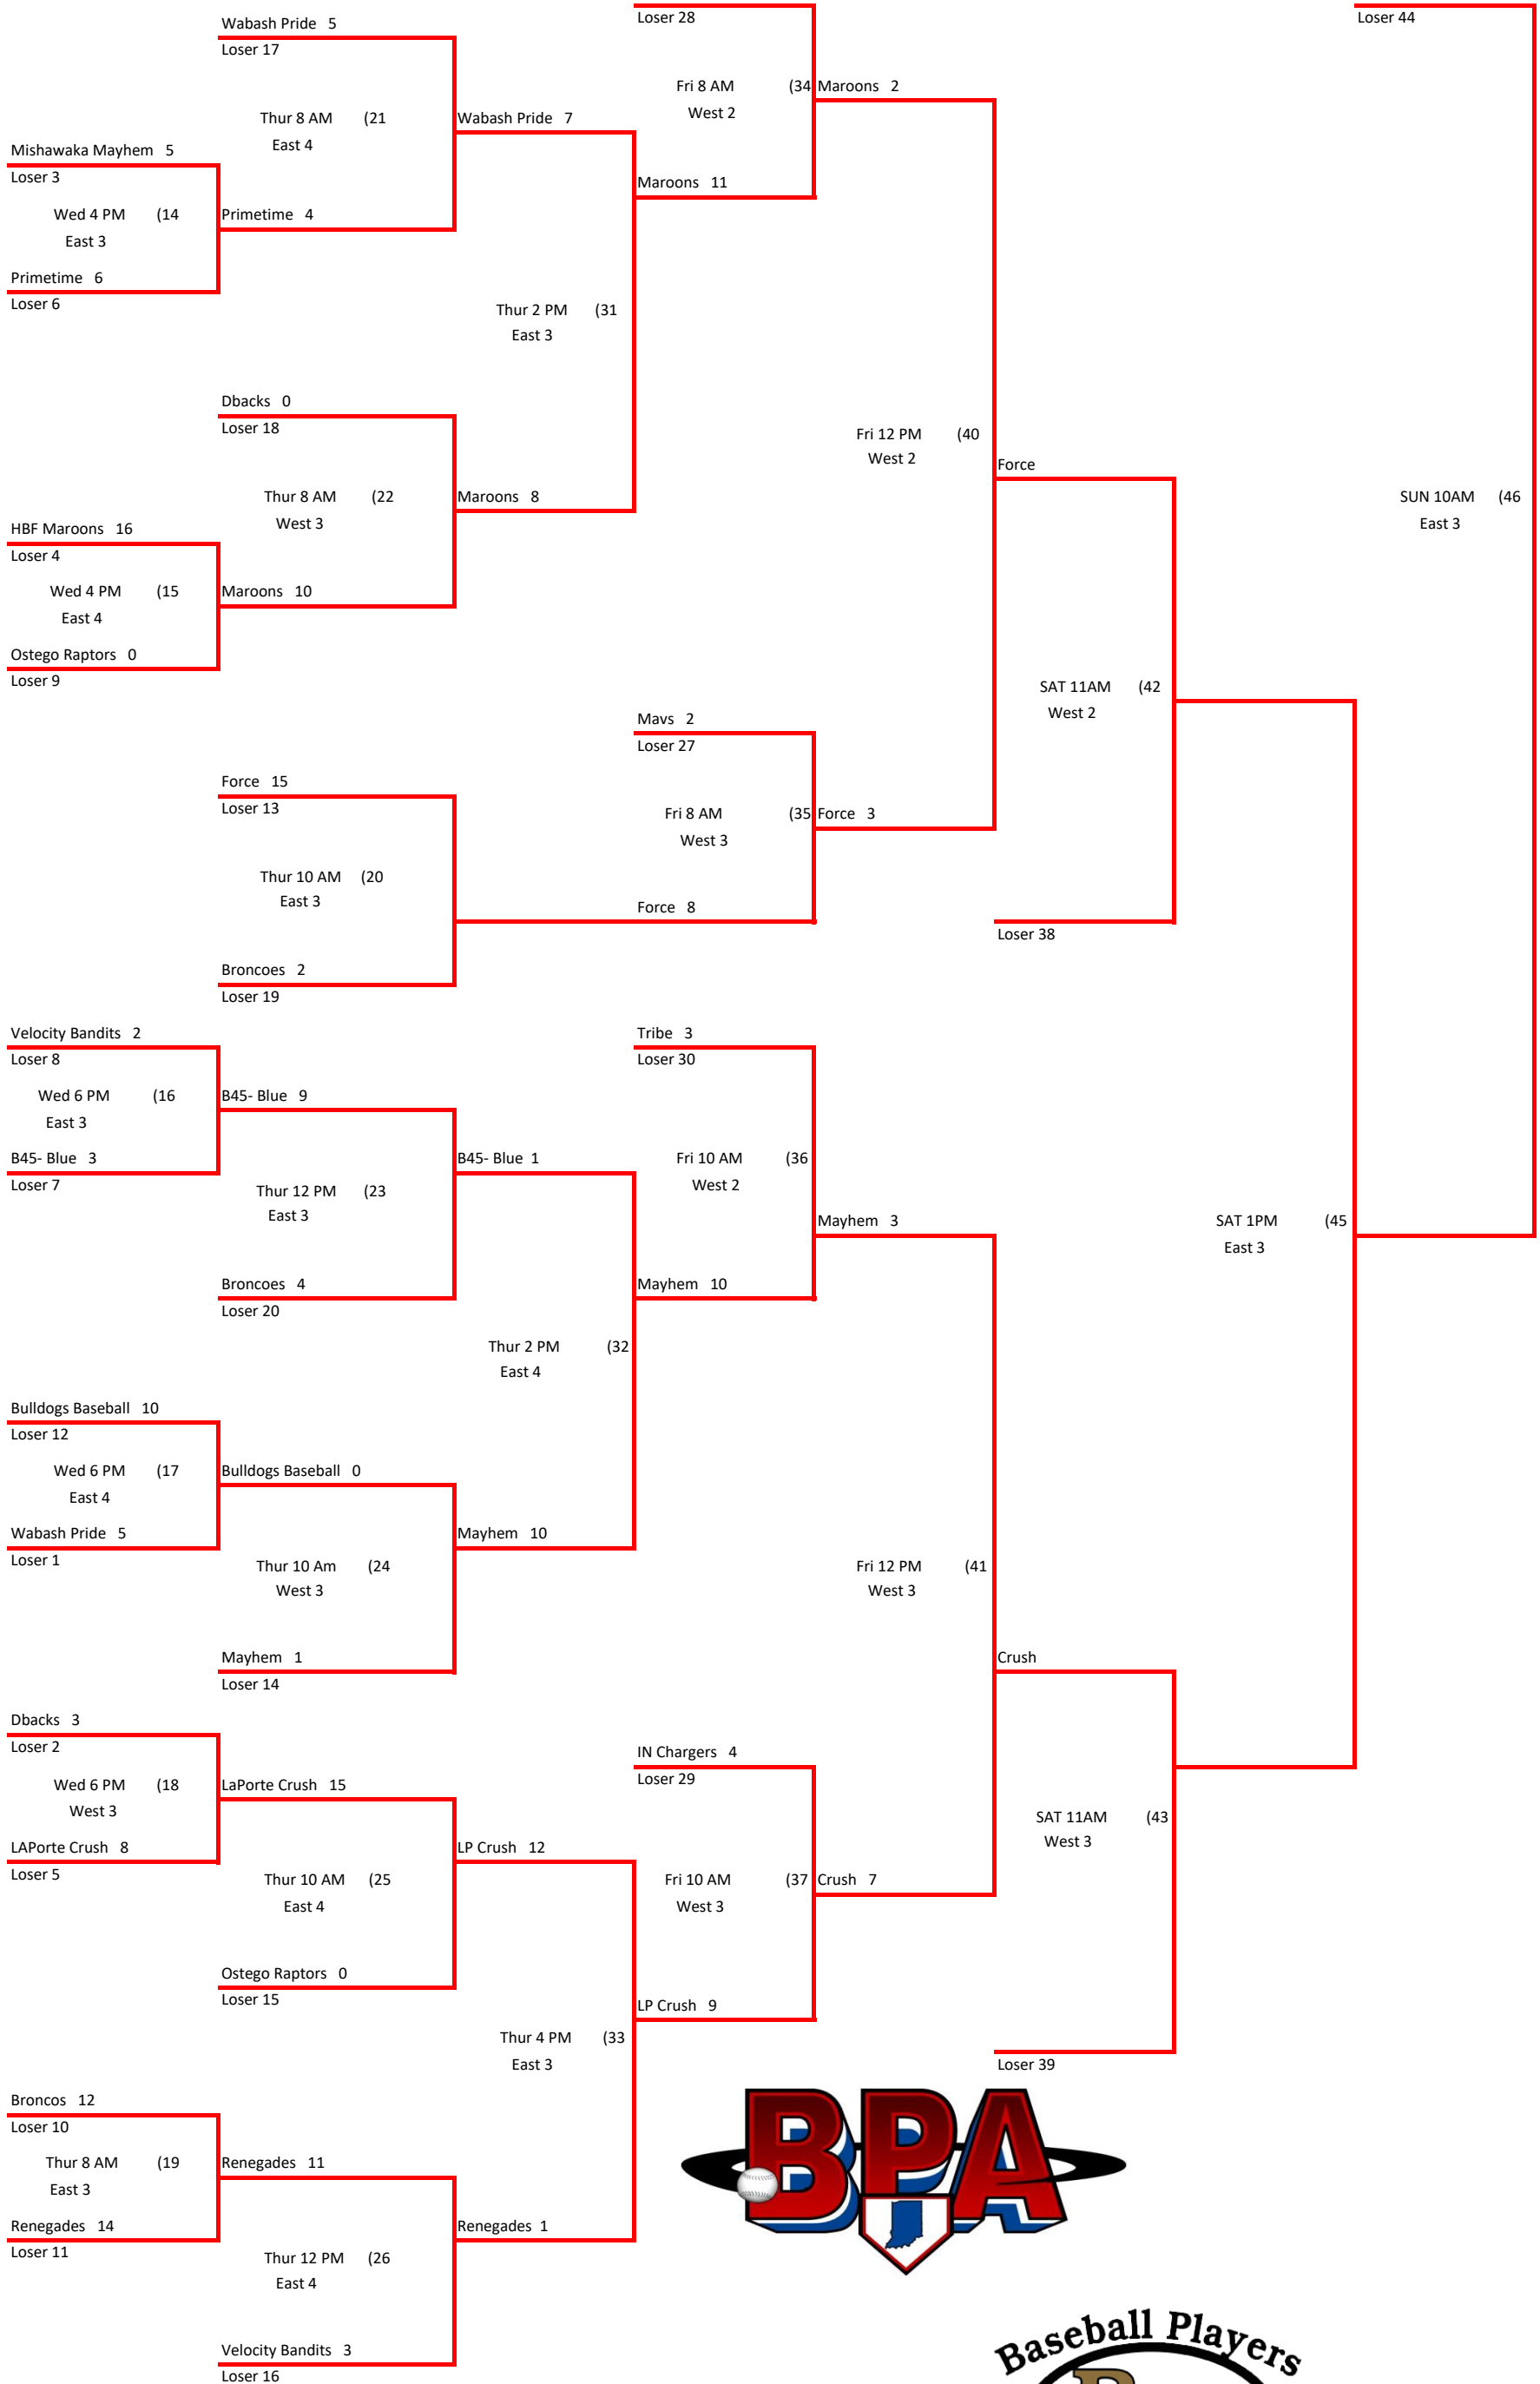 Loser 28
Loser 44
Wabash Pride 5
Loser 17
Fri 8 AM (34 Maroons 2
West 2
Thur 8 AM (21 Wabash Pride 7
East 4
Mishawaka Mayhem 5
Loser 3
Maroons 11
Wed 4 PM (14 Primetime 4
East 3
Primetime 6
Loser 6
Thur 2 PM (31
East 3
Dbacks 0
Loser 18
Fri 12 PM (40
West 2
Force
Thur 8 AM (22 Maroons 8
West 3
SUN 10AM (46
East 3
HBF Maroons 16
Loser 4
Wed 4 PM (15 Maroons 10
East 4
Ostego Raptors 0
Loser 9
SAT 11AM (42
West 2
Mavs 2
Loser 27
Force 15
Loser 13
Fri 8 AM (35 Force 3
West 3
Thur 10 AM (20
East 3
Force 8
Loser 38
Broncoes 2
Loser 19
Velocity Bandits 2
Loser 8
Tribe 3
Loser 30
Wed 6 PM (16 B45- Blue 9
East 3
B45- Blue 3
Loser 7
B45- Blue 1
Fri 10 AM (36
West 2
Thur 12 PM (23
East 3
Mayhem 3
SAT 1PM (45
East 3
Broncoes 4
Loser 20
Mayhem 10
Thur 2 PM (32
East 4
Bulldogs Baseball 10
Loser 12
Wed 6 PM (17 Bulldogs Baseball 0
East 4
Wabash Pride 5
Loser 1
Mayhem 10
Thur 10 Am (24
West 3
Fri 12 PM (41
West 3
Mayhem 1
Loser 14
Crush
Dbacks 3
Loser 2
IN Chargers 4
Loser 29
Wed 6 PM (18 LaPorte Crush 15
West 3
SAT 11AM (43
West 3
LAPorte Crush 8
Loser 5
LP Crush 12
Thur 10 AM (25
East 4
Fri 10 AM (37 Crush 7
West 3
Ostego Raptors 0
Loser 15
LP Crush 9
Thur 4 PM (33
East 3
Loser 39
Broncos 12
Loser 10
Thur 8 AM (19 Renegades 11
East 3
BPA
Renegades 14
Loser 11
Renegades 1
Thur 12 PM (26
East 4
Velocity Bandits 3
Loser 16
Baseball Players